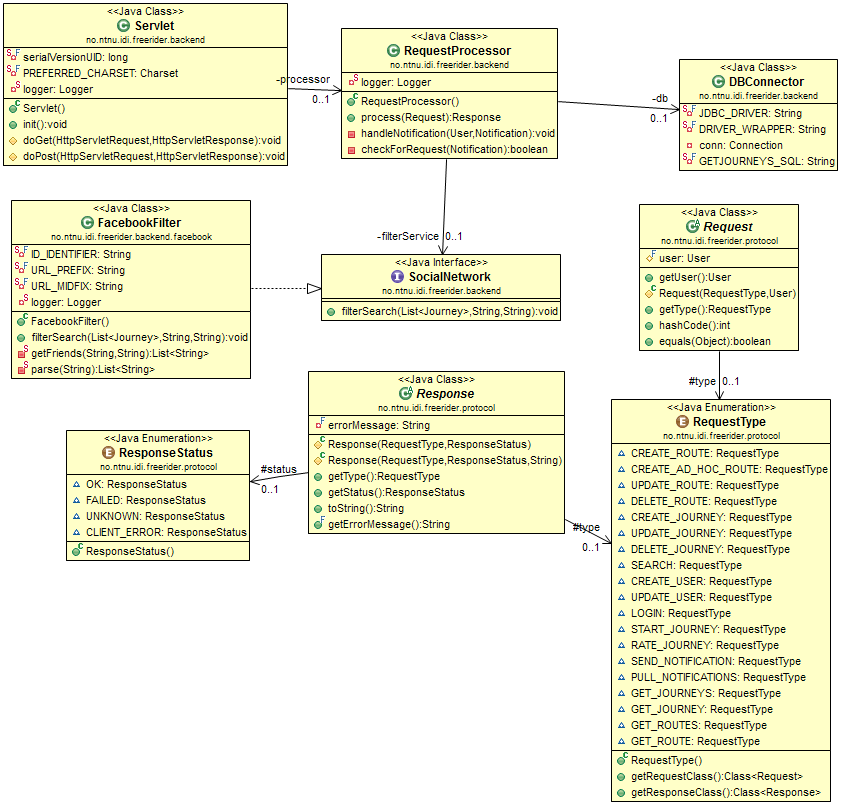 <<Java Class>>
Servlet
no.ntnu.idi.freerider.backend
serialVersionUID: long
PREFERRED_CHARSET: Charset
logger: Logger
Servlet()
init():void
doGet(HttpServletRequest,HttpServletResponse):void
doPost(HttpServletRequest,HttpServletResponse):void
-processor
0..1
<<Java Class>>
RequestProcessor
no.ntnu.idi.freerider.backend
logger: Logger
RequestProcessor()
process(Request):Response
handleNotification(User,Notification):void
checkForRequest(Notification):boolean
-db
0..1
<<Java Class>>
DBConnector
no.ntnu.idi.freerider.backend
JDBC_DRIVER: String
DRIVER_WRAPPER: String
conn: Connection
GETJOURNEYS_SQL: String
<<Java Class>>
FacebookFilter
no.ntnu.idi.freerider.backend.facebook
ID_IDENTIFIER: String
URL_PREFIX: String
URL_MIDFIX: String
logger: Logger
FacebookFilter()
filterSearch(List<Journey>,String,String):void
getFriends(String,String):List<String>
parse(String):List<String>
-filterService 0..1
<<Java Interface>>
SocialNetwork
no.ntnu.idi.freerider.backend
filterSearch(List<Journey>,String,String):void
<<Java Class>>
Request
no.ntnu.idi.freerider.protocol
user: User
getUser():User
Request(RequestType,User)
getType():RequestType
hashCode():int
equals(Object):boolean
#type 0..1
<<Java Class>>
Response
no.ntnu.idi.freerider.protocol
errorMessage: String
Response(RequestType,ResponseStatus)
Response(RequestType,ResponseStatus,String)
getType():RequestType
getStatus():ResponseStatus
toString():String
getErrorMessage():String
#status
0..1
<<Java Enumeration>>
ResponseStatus
no.ntnu.idi.freerider.protocol
OK: ResponseStatus
FAILED: ResponseStatus
UNKNOWN: ResponseStatus
CLIENT_ERROR: ResponseStatus
ResponseStatus()
#type
0..1
<<Java Enumeration>>
RequestType
no.ntnu.idi.freerider.protocol
CREATE_ROUTE: RequestType
CREATE_AD_HOC_ROUTE: RequestType
UPDATE_ROUTE: RequestType
DELETE_ROUTE: RequestType
CREATE_JOURNEY: RequestType
UPDATE_JOURNEY: RequestType
DELETE_JOURNEY: RequestType
SEARCH: RequestType
CREATE_USER: RequestType
UPDATE_USER: RequestType
LOGIN: RequestType
START_JOURNEY: RequestType
RATE_JOURNEY: RequestType
SEND_NOTIFICATION: RequestType
PULL_NOTIFICATIONS: RequestType
GET_JOURNEYS: RequestType
GET_JOURNEY: RequestType
GET_ROUTES: RequestType
GET_ROUTE: RequestType
RequestType()
getRequestClass():Class<Request>
getResponseClass():Class<Response>